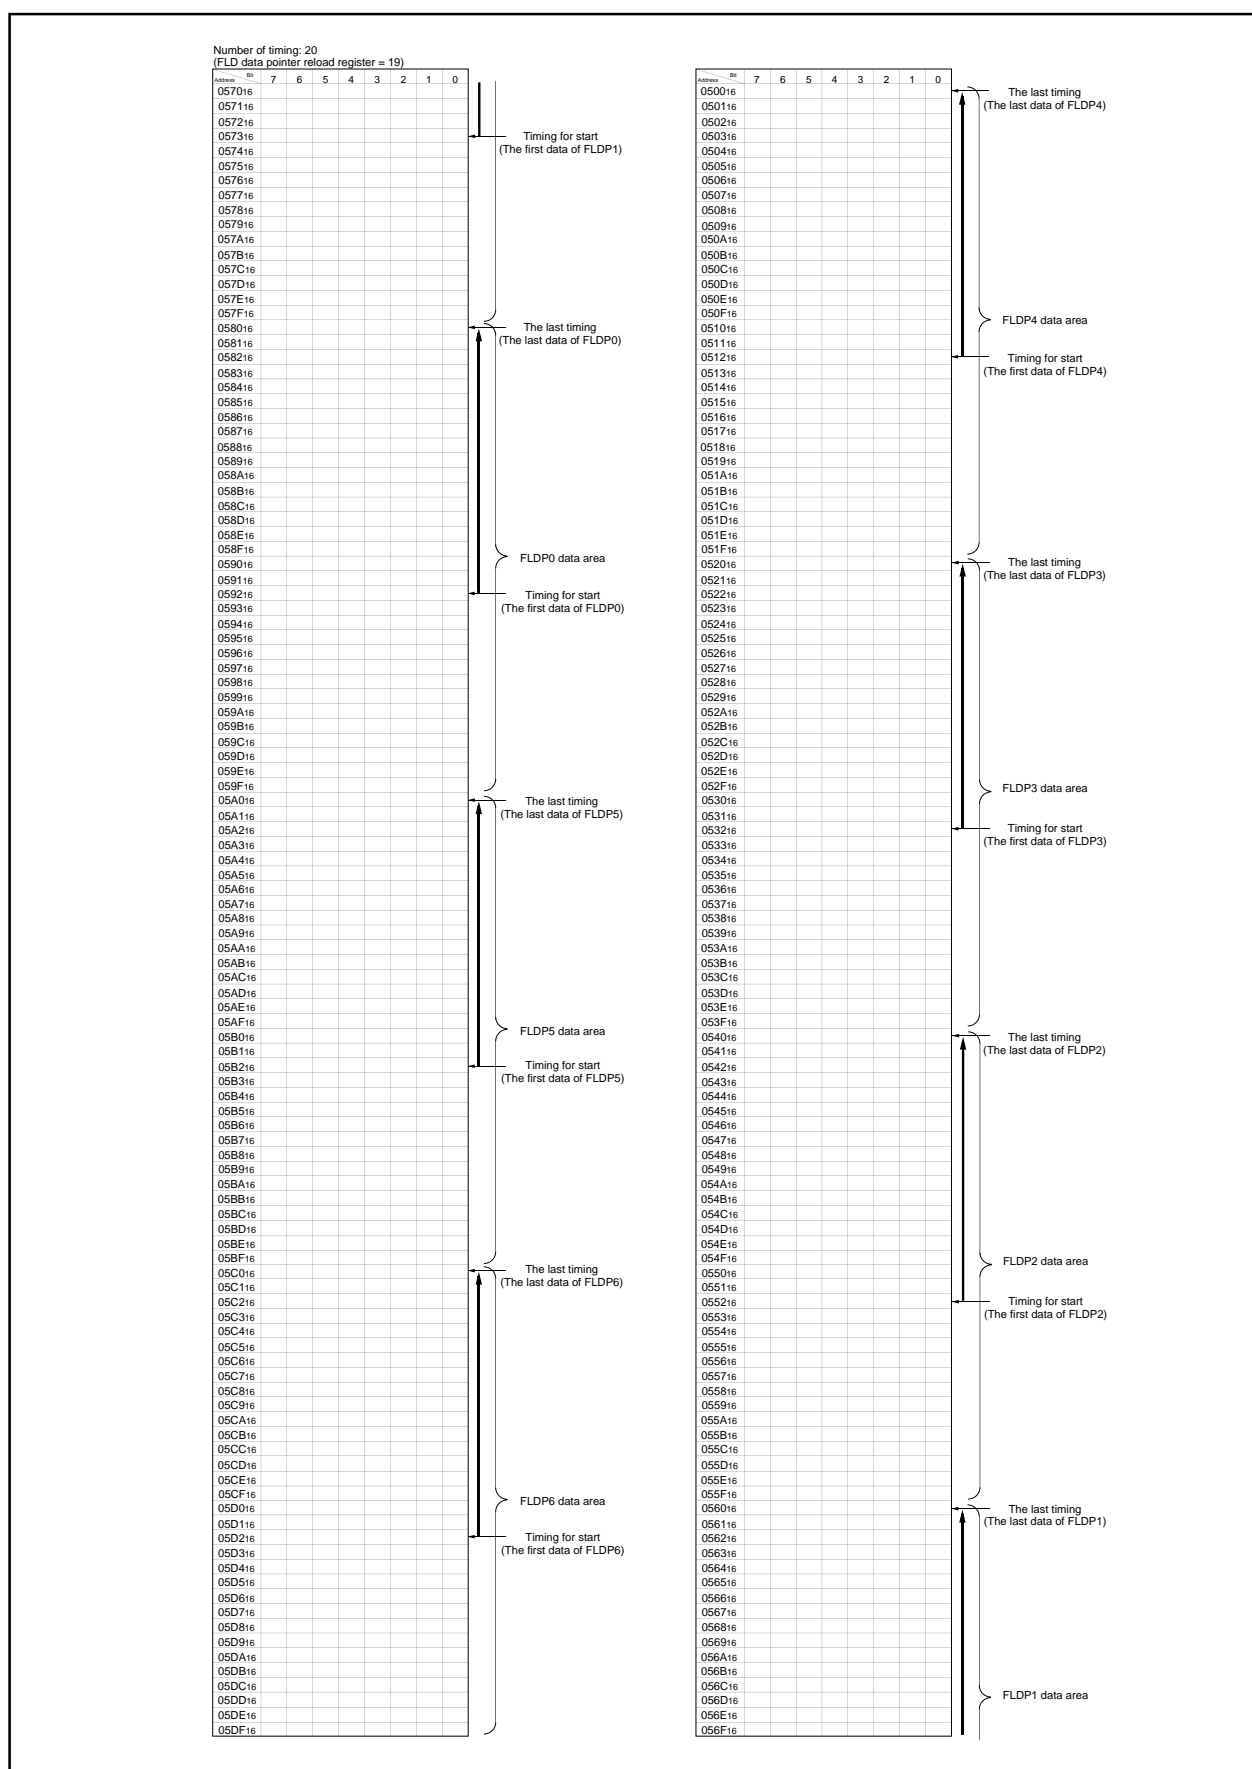 Number of timing: 20
(FLD data pointer reload register = 19)
Bit
Address 7 6 5 4 3 2 1 0
057016
057116
057216
057316
Timing for start
(The first data of FLDP1)
057416
057516
057616
057716
057816
057916
057A16
057B16
057C16
057D16
057E16
057F16
058016
The last timing
(The last data of FLDP0)
058116
058216
058316
058416
058516
058616
058716
058816
058916
058A16
058B16
058C16
058D16
058E16
058F16
FLDP0 data area
059016
059116
059216
Timing for start
(The first data of FLDP0)
059316
059416
059516
059616
059716
059816
059916
059A16
059B16
059C16
059D16
059E16
059F16
05A016
The last timing
(The last data of FLDP5)
05A116
05A216
05A316
05A416
05A516
05A616
05A716
05A816
05A916
05AA16
05AB16
05AC16
05AD16
05AE16
05AF16
FLDP5 data area
05B016
05B116
05B216
Timing for start
(The first data of FLDP5)
05B316
05B416
05B516
05B616
05B716
05B816
05B916
05BA16
05BB16
05BC16
05BD16
05BE16
05BF16
05C016
The last timing
(The last data of FLDP6)
05C116
05C216
05C316
05C416
05C516
05C616
05C716
05C816
05C916
05CA16
05CB16
05CC16
05CD16
05CE16
05CF16
FLDP6 data area
05D016
05D116
05D216
Timing for start
(The first data of FLDP6)
05D316
05D416
05D516
05D616
05D716
05D816
05D916
05DA16
05DB16
05DC16
05DD16
05DE16
05DF16
Bit
Address 7 6 5 4 3 2 1 0
050016
The last timing
(The last data of FLDP4)
050116
050216
050316
050416
050516
050616
050716
050816
050916
050A16
050B16
050C16
050D16
050E16
050F16
FLDP4 data area
051016
051116
051216
Timing for start
(The first data of FLDP4)
051316
051416
051516
051616
051716
051816
051916
051A16
051B16
051C16
051D16
051E16
051F16
052016
The last timing
(The last data of FLDP3)
052116
052216
052316
052416
052516
052616
052716
052816
052916
052A16
052B16
052C16
052D16
052E16
052F16
FLDP3 data area
053016
053116
053216
Timing for start
(The first data of FLDP3)
053316
053416
053516
053616
053716
053816
053916
053A16
053B16
053C16
053D16
053E16
053F16
054016
The last timing
(The last data of FLDP2)
054116
054216
054316
054416
054516
054616
054716
054816
054916
054A16
054B16
054C16
054D16
054E16
054F16
FLDP2 data area
055016
055116
055216
Timing for start
(The first data of FLDP2)
055316
055416
055516
055616
055716
055816
055916
055A16
055B16
055C16
055D16
055E16
055F16
056016
The last timing
(The last data of FLDP1)
056116
056216
056316
056416
056516
056616
056716
056816
056916
056A16
056B16
056C16
FLDP1 data area
056D16
056E16
056F16